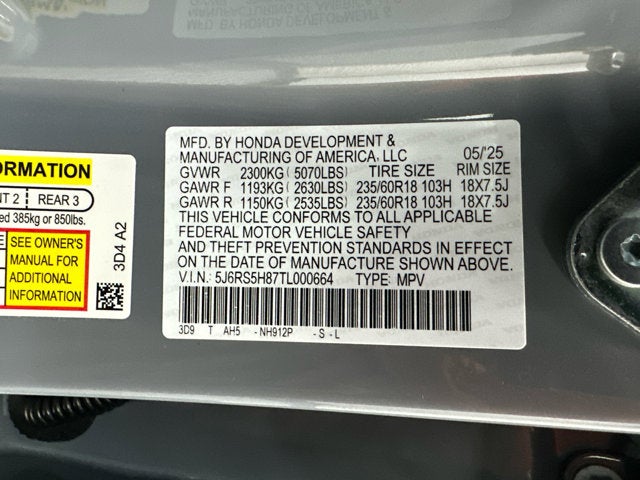 ORMATION
NT 2 REAR 3
ed 385kg or 850lbs.
SEE OWNER'S
MANUAL FOR
ADDITIONAL
INFORMATION
3D4 A2
MFD. BY HONDA DEVELOPMENT &
MANUFACTURING OF AMERICA, LLC 05/'25
GVWR 2300KG ( 5070LBS) TIRE SIZE RIM SIZE
GAWR F 1193KG ( 2630LBS) 235/60R18 103H 18X7.5J
GAWR R 1150KG ( 2535LBS) 235/60R18 103H 18X7.5J
THIS VEHICLE CONFORMS TO ALL APPLICABLE
FEDERAL MOTOR VEHICLE SAFETY
AND THEFT PREVENTION STANDARDS IN EFFECT
ON THE DATE OF MANUFACTURE SHOWN ABOVE.
V.I.N.: 5J6RS5H87TL000664 TYPE: MPV
3D9 T AH5 - NH912P - S - L